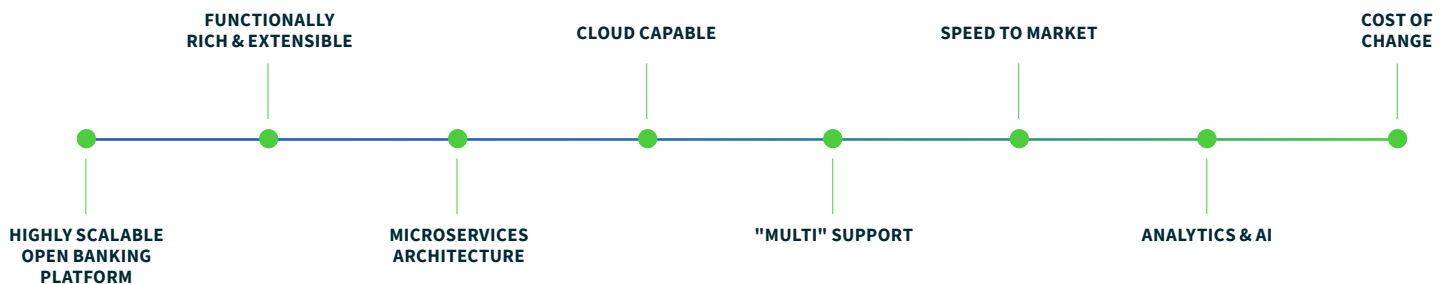 FUNCTIONALLY
RICH & EXTENSIBLE
CLOUD CAPABLE
SPEED TO MARKET
COST OF
CHANGE
HIGHLY SCALABLE
OPEN BANKING
PLATFORM
MICROSERVICES
ARCHITECTURE
"MULTI" SUPPORT
ANALYTICS & AI